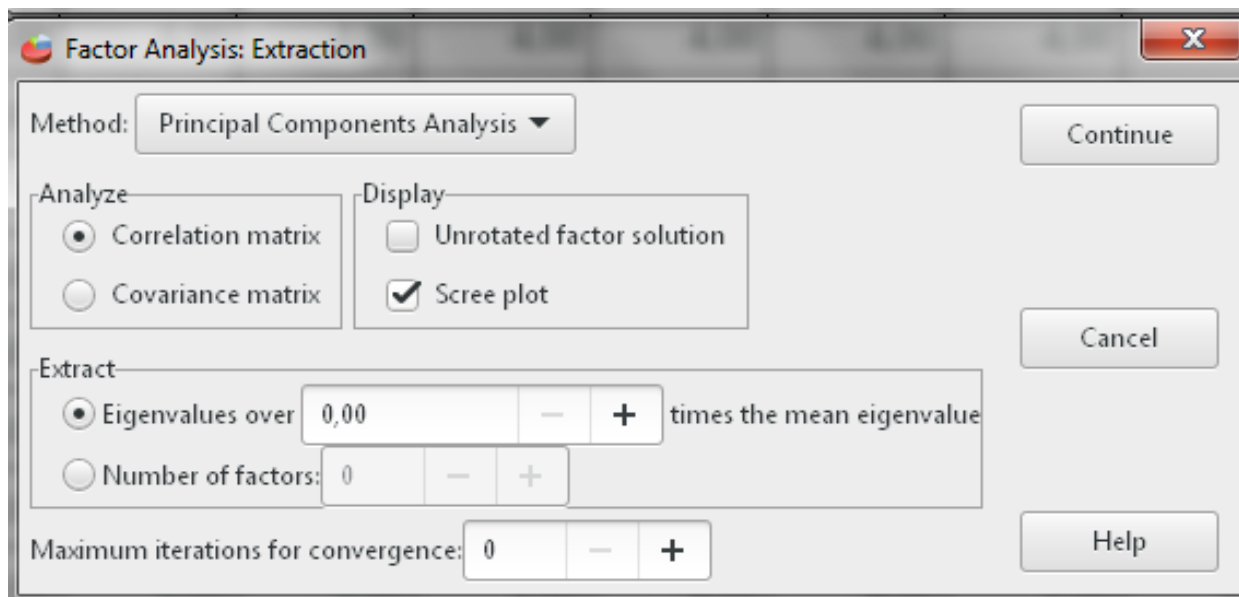 Factor Analysis: Extraction
Method: Principal Components Analysis
Continue
Analyze
Display
Correlation matrix
Unrotated factor solution
Covariance matrix
Scree plot
Cancel
Extract
Eigenvalues over 0,00 − + times the mean eigenvalue
Number of factors: 0 − +
Maximum iterations for convergence: 0 − +
Help